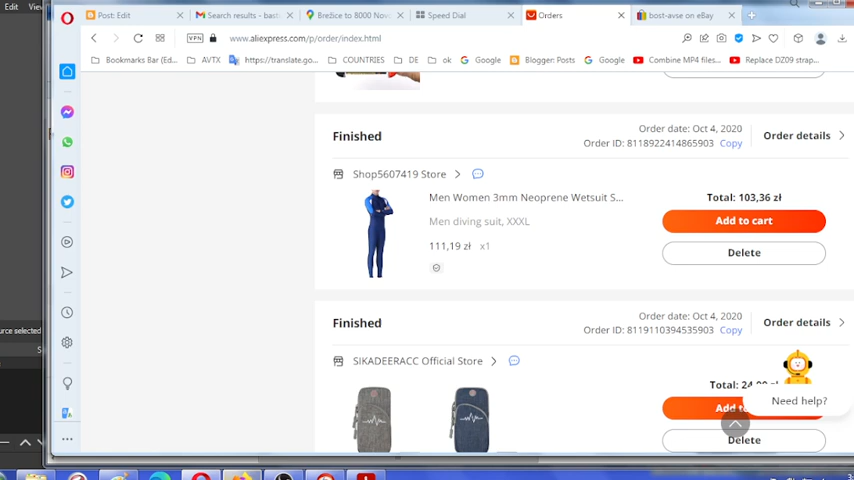 Edit View
Post: Edit
Search results - basti
Brežice to 8000 Nov
Speed Dial
Orders
bost-avse on eBay
VPN
www.aliexpress.com/p/order/index.html
Bookmarks Bar (Ed...
AVTX
https://translate.go...
COUNTRIES
DE
ok
Google
Blogger: Posts
Google
Combine MP4 files...
Replace DZ09 strap...
Finished
Order date: Oct 4, 2020
Order ID: 8118922414865903 Copy
Order details
Shop5607419 Store
Men Women 3mm Neoprene Wetsuit S...
Men diving suit, XXXL
111,19 zł x1
Total: 103,36 zł
Add to cart
Delete
Finished
Order date: Oct 4, 2020
Order ID: 8119110394535903 Copy
Order details
SIKADEERACC Official Store
Total:
Add to
Delete
Need help?
source selected